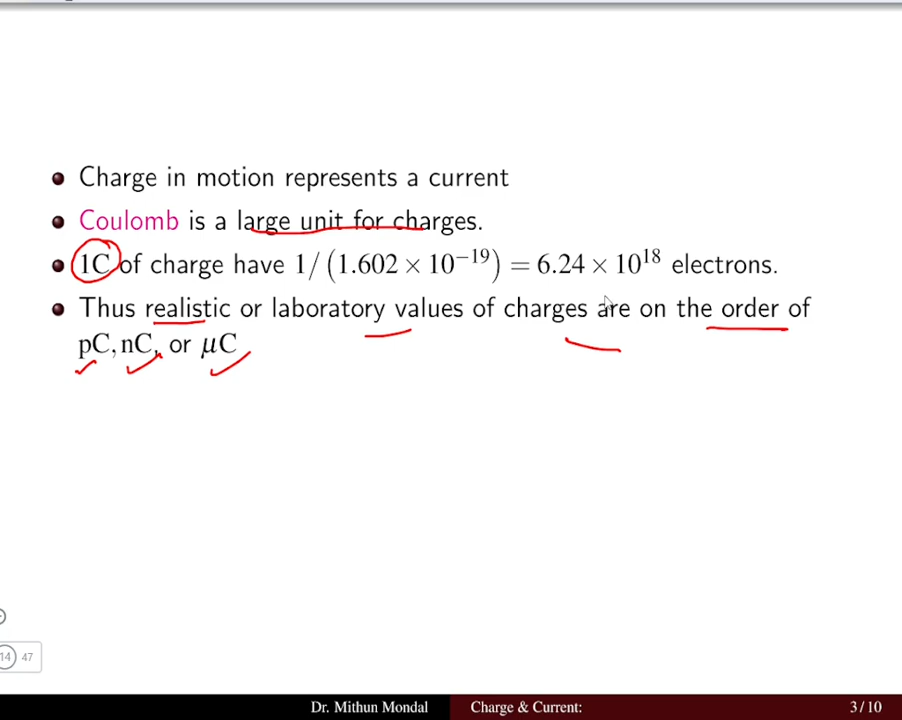 Charge in motion represents a current
Coulomb is a large unit for charges.
1C of charge have 1/(1.602 × 10⁻¹⁹) = 6.24 × 10¹⁸ electrons.
Thus realistic or laboratory values of charges are on the order of
pC, nC, or μC
14 47
Dr. Mithun Mondal Charge & Current: 3 / 10